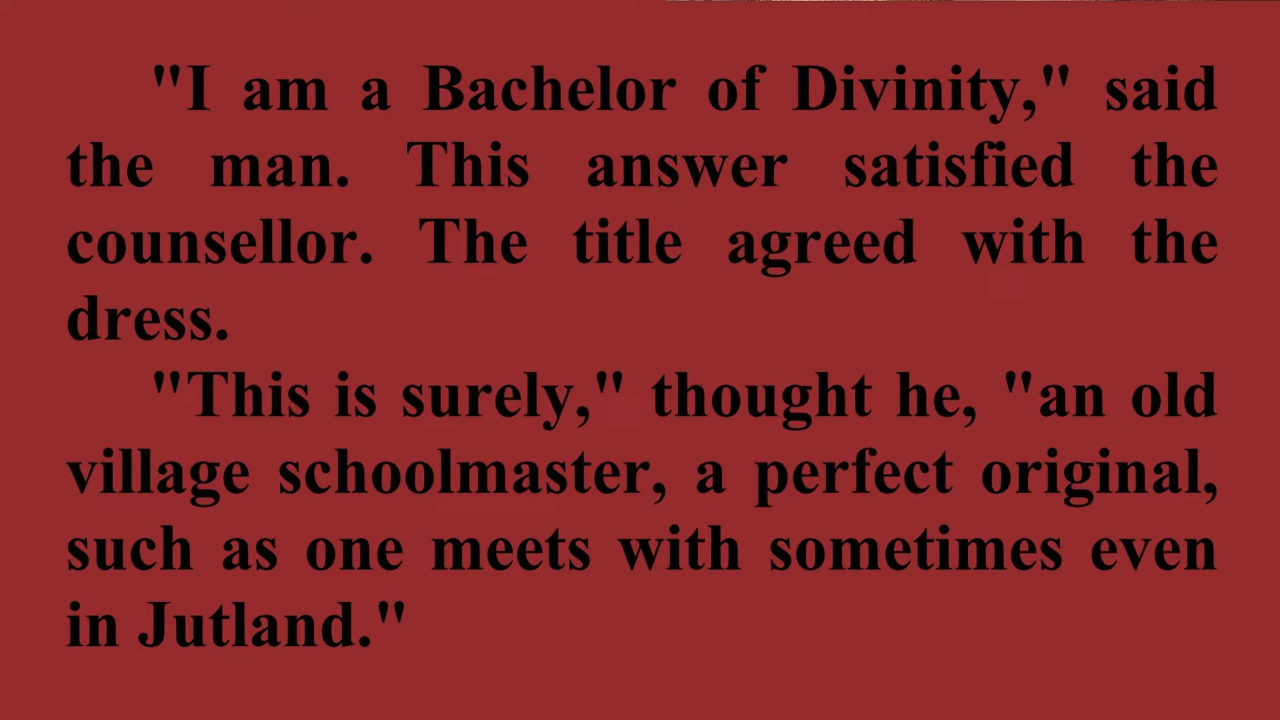 "I am a Bachelor of Divinity," said
the man. This answer satisfied the
counsellor. The title agreed with the
dress.
"This is surely," thought he, "an old
village schoolmaster, a perfect original,
such as one meets with sometimes even
in Jutland."